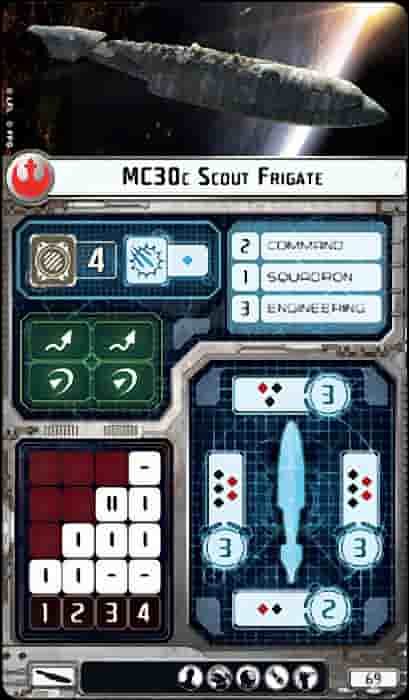 MC30c Scout Frigate
4
2 COMMAND
1 SQUADRON
3 ENGINEERING
3
-
II I
I I I
I I - -
1 2 3 4
3
3
2
69